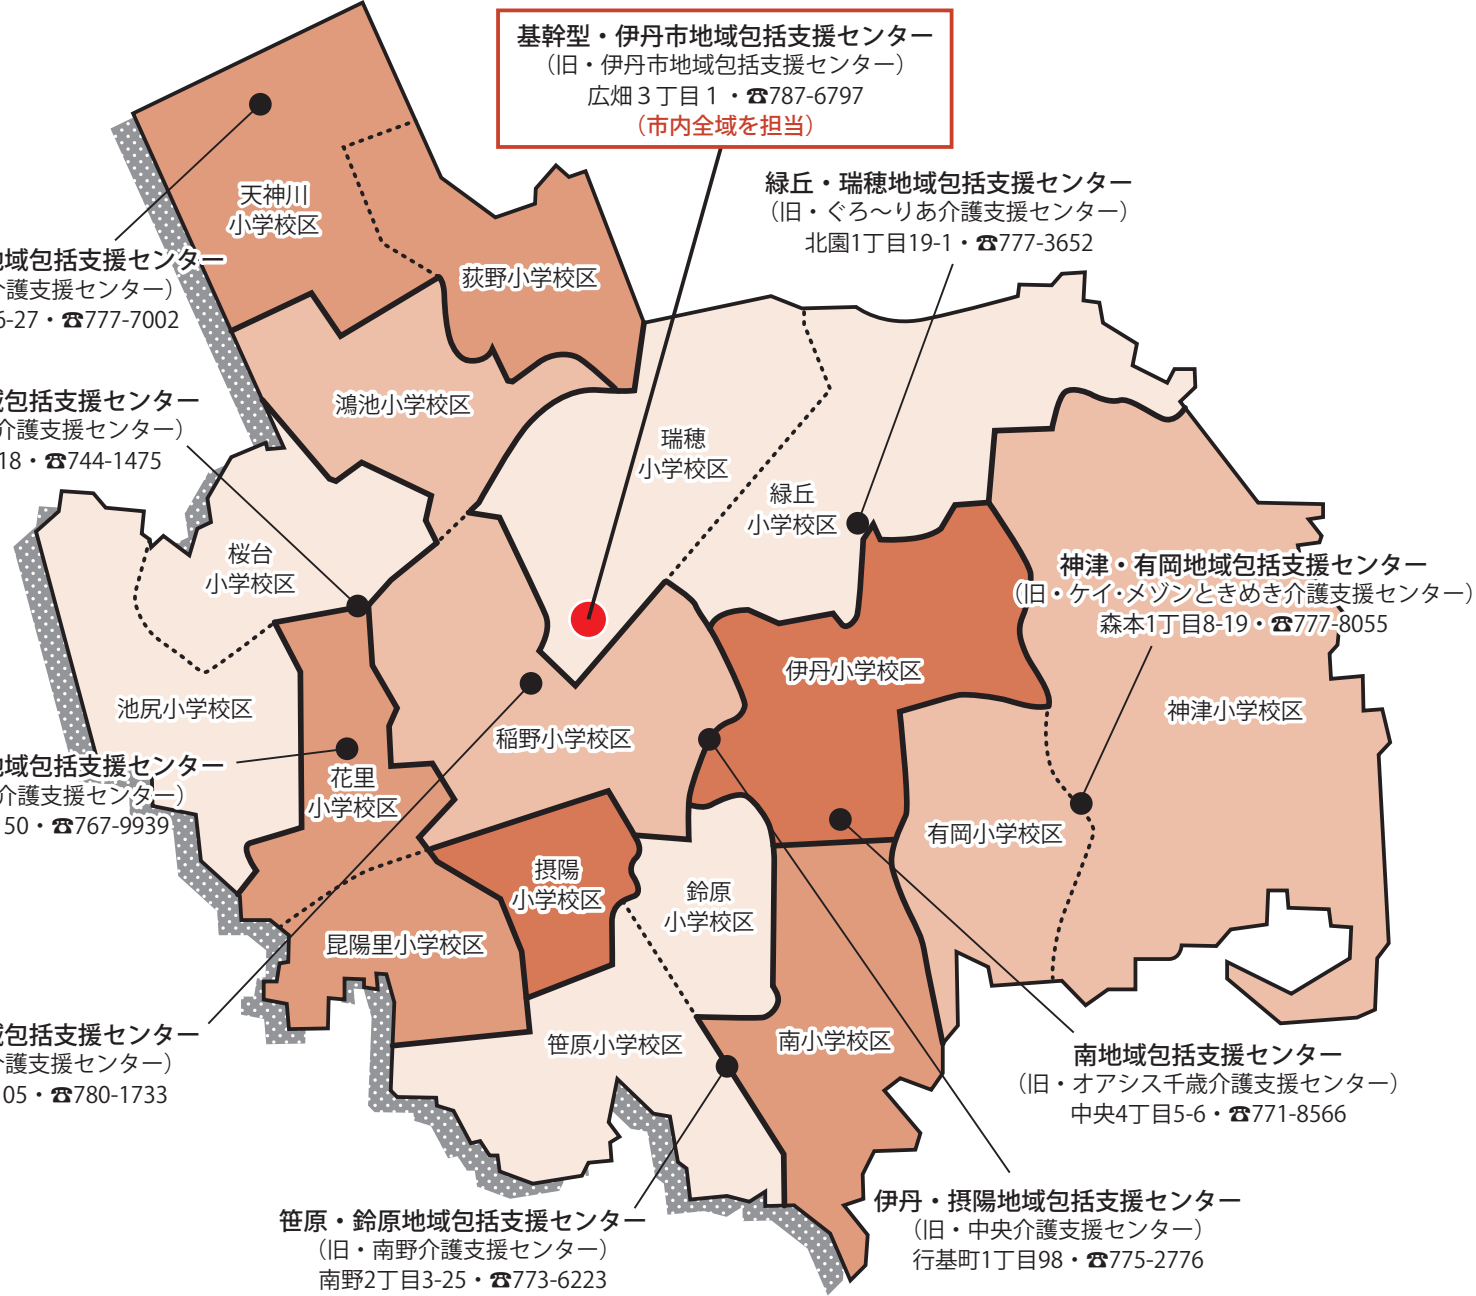 基幹型・伊丹市地域包括支援センター
（旧・伊丹市地域包括支援センター）
広畑３丁目１・☎787-6797
（市内全域を担当）
緑丘・瑞穂地域包括支援センター
（旧・ぐろ～りあ介護支援センター）
北園1丁目19-1・☎777-3652
天神川
小学校区
荻野小学校区
地域包括支援センター
介護支援センター）
6-27・☎777-7002
鴻池小学校区
域包括支援センター
介護支援センター）
18・☎744-1475
瑞穂
小学校区
緑丘
小学校区
桜台
小学校区
神津・有岡地域包括支援センター
（旧・ケイ・メゾンときめき介護支援センター）
森本1丁目8-19・☎777-8055
伊丹小学校区
池尻小学校区
稲野小学校区
神津小学校区
地域包括支援センター
介護支援センター）
50・☎767-9939
花里
小学校区
有岡小学校区
摂陽
小学校区
鈴原
小学校区
昆陽里小学校区
域包括支援センター
介護支援センター）
05・☎780-1733
笹原小学校区
南小学校区
南地域包括支援センター
（旧・オアシス千歳介護支援センター）
中央4丁目5-6・☎771-8566
笹原・鈴原地域包括支援センター
（旧・南野介護支援センター）
南野2丁目3-25・☎773-6223
伊丹・摂陽地域包括支援センター
（旧・中央介護支援センター）
行基町1丁目98・☎775-2776